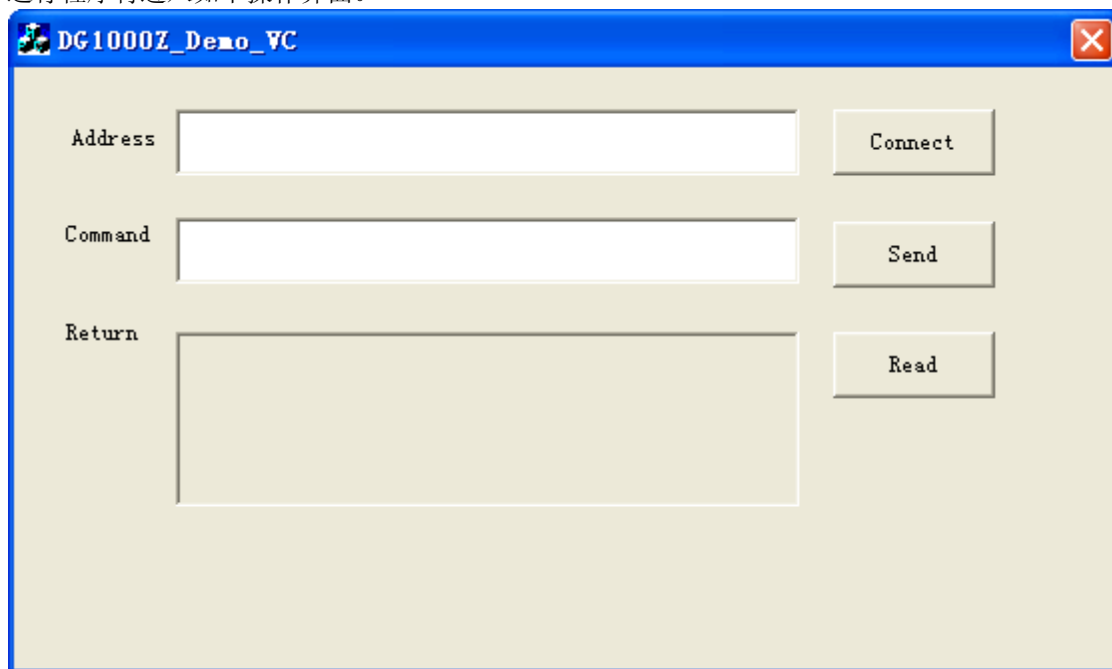 DG1000Z_Demo_VC
Address
Connect
Command
Send
Return
Read